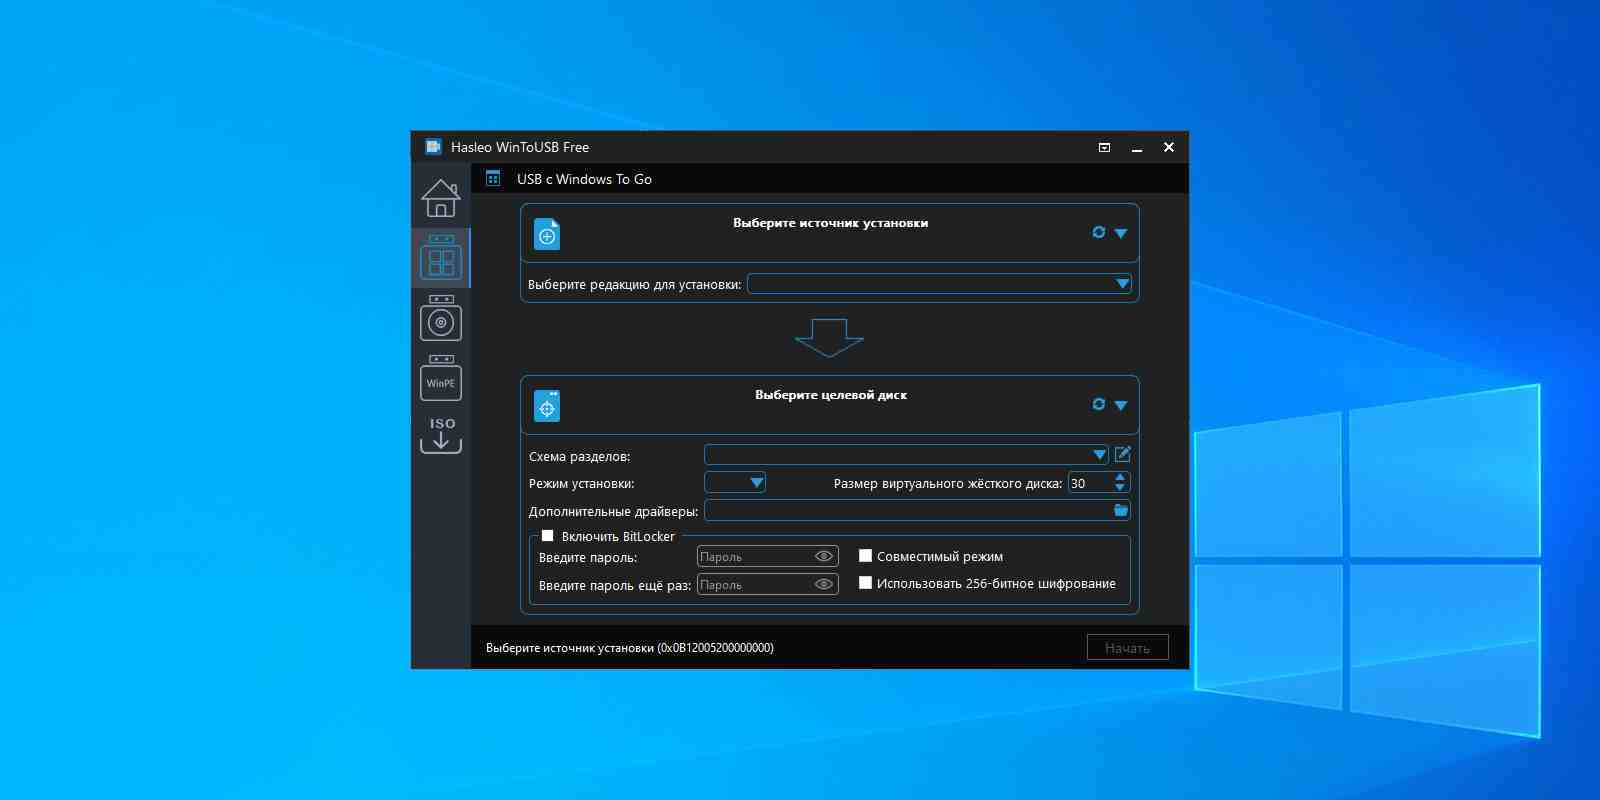 Hasleo WinToUSB Free
USB с Windows To Go
Выберите источник установки
Выберите редакцию для установки:
WinPE
ISO
Выберите целевой диск
Схема разделов:
Режим установки:
Размер виртуального жёсткого диска: 30
Дополнительные драйверы:
Включить BitLocker
Введите пароль: Пароль
Совместимый режим
Введите пароль ещё раз: Пароль
Использовать 256-битное шифрование
Выберите источник установки (0x0B12005200000000)
Начать